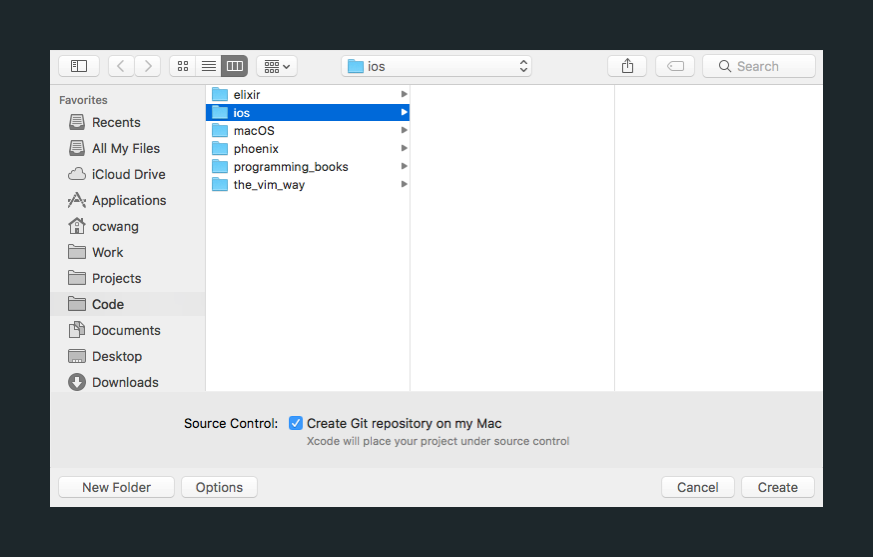 ios
Search
Favorites
Recents
All My Files
iCloud Drive
Applications
ocwang
Work
Projects
Code
Documents
Desktop
Downloads
elixir
ios
macOS
phoenix
programming_books
the_vim_way
Source Control: Create Git repository on my Mac
Xcode will place your project under source control
New Folder Options Cancel Create